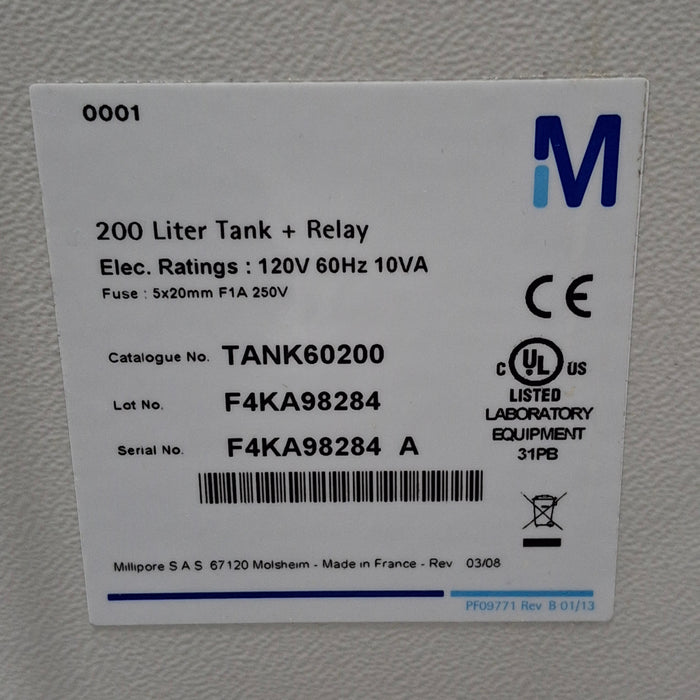 0001
M
200 Liter Tank + Relay
Elec. Ratings : 120V 60Hz 10VA
Fuse : 5x20mm F1A 250V
CE
Catalogue No. TANK60200
C UL US
LISTED
LABORATORY
EQUIPMENT
31PB
Lot No. F4KA98284
Serial No. F4KA98284 A
Millipore S A S 67120 Molsheim - Made in France - Rev 03/08
PF09771 Rev B 01/13